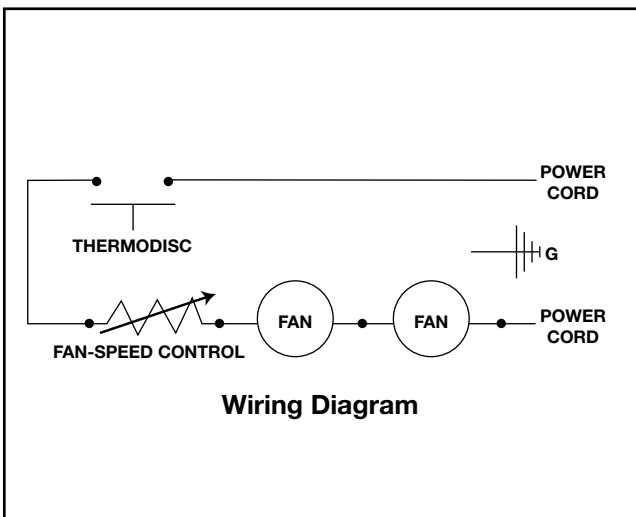 POWER
CORD
THERMODISC
G
FAN
FAN
POWER
CORD
FAN-SPEED CONTROL
Wiring Diagram